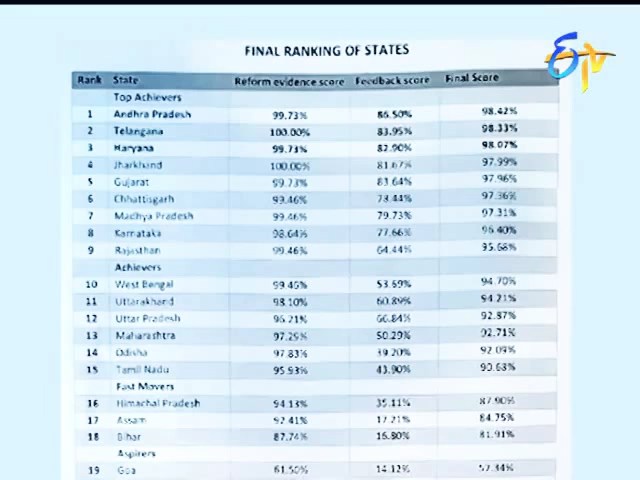 FINAL RANKING OF STATES
ETV
Rank State Reform evidence score Feedback score Final Score
Top Achievers
1 Andhra Pradesh 99.73% 86.50% 98.42%
2 Telangana 100.00% 83.95% 98.33%
3 Haryana 99.73% 82.90% 98.07%
4 Jharkhand 100.00% 81.67% 97.99%
5 Gujarat 99.73% 83.64% 97.96%
6 Chhattisgarh 99.46% 78.44% 97.36%
7 Madhya Pradesh 99.46% 79.73% 97.31%
8 Karnataka 98.64% 77.66% 96.40%
9 Rajasthan 99.46% 64.44% 95.68%
Achievers
10 West Bengal 99.46% 53.69% 94.70%
11 Uttarakhand 98.10% 60.89% 94.21%
12 Uttar Pradesh 96.21% 66.84% 92.87%
13 Maharashtra 97.29% 50.29% 92.71%
14 Odisha 97.83% 39.20% 92.09%
15 Tamil Nadu 95.93% 43.90% 90.68%
Fast Movers
16 Himachal Pradesh 94.13% 35.11% 87.90%
17 Assam 92.41% 17.21% 84.75%
18 Bihar 87.74% 16.80% 81.91%
Aspirers
19 Goa 61.50% 14.12% 57.34%